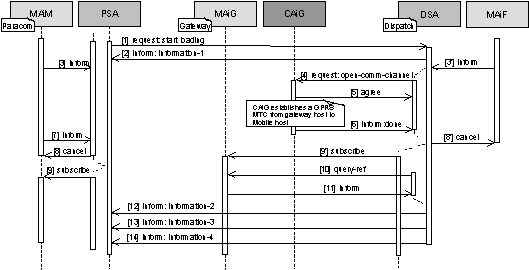 MAM PSA MAiG CAiG DSA MAiF
Paracom Gateway Dispatch
[1] request: start bading
[2] Inform: Information-1
[3] Inform
[3] Inform
[4] request: open-comm-channel
[5] agree
CAiG establishes a GPRS
MTC from gateway host to
Mobile host
[6] Inform done
[7] Inform
[8] cancel
[8] cancel
[9] subscribe
[9] subscribe
[10] query-ref
[11] Inform
[12] Inform: Information-2
[13] Inform: Information-3
[14] Inform: Information-4